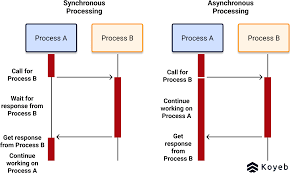 Synchronous
Processing
Process A
Process B
Call for
Process B
Wait for
response from
Process B
Get response
from Process B
Continue
working on
Process A
Asynchronous
Processing
Process A
Process B
Call for
Process B
Continue
working on
Process A
Get
response
from
Process B
Koyeb